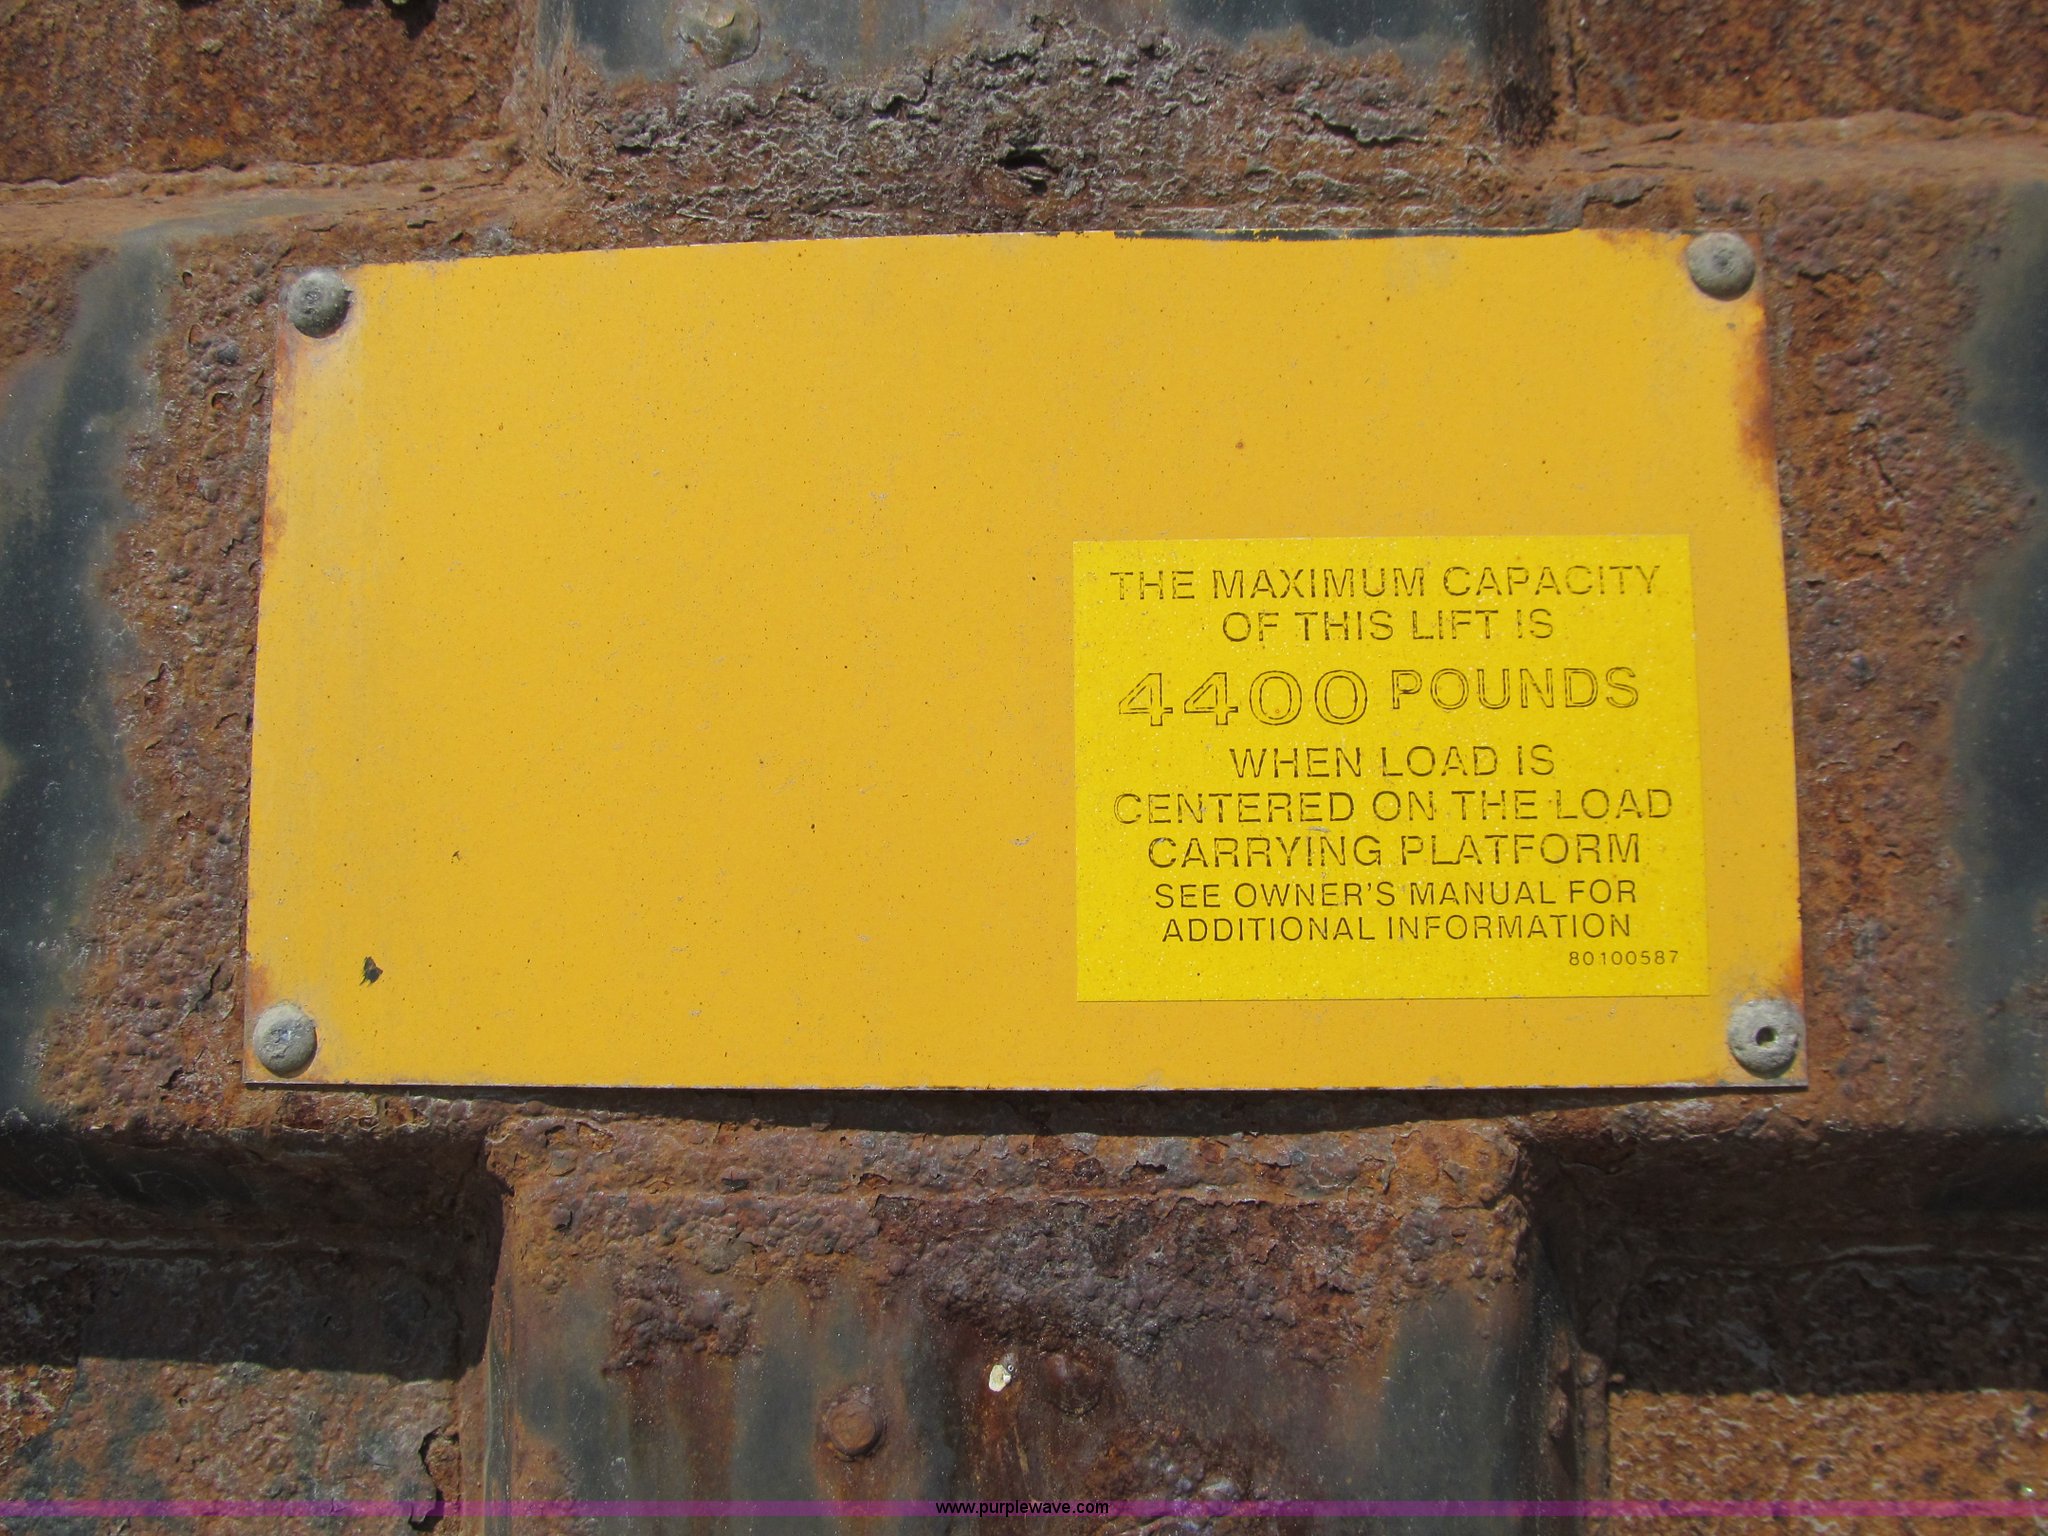 THE MAXIMUM CAPACITY
OF THIS LIFT IS
4400 POUNDS
WHEN LOAD IS
CENTERED ON THE LOAD
CARRYING PLATFORM
SEE OWNER'S MANUAL FOR
ADDITIONAL INFORMATION
80100587
www.purplewave.com